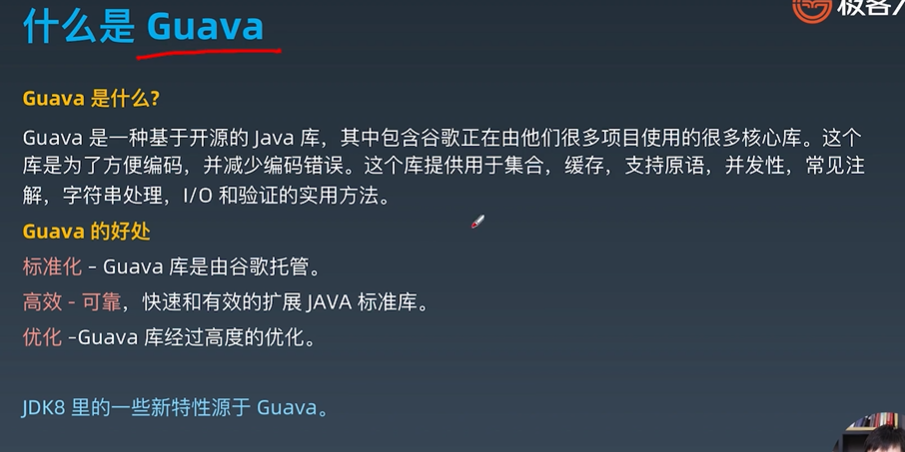 什么是 Guava
极客
Guava 是什么?
Guava 是一种基于开源的 Java 库，其中包含谷歌正在由他们很多项目使用的很多核心库。这个
库是为了方便编码，并减少编码错误。这个库提供用于集合，缓存，支持原语，并发性，常见注
解，字符串处理，I/O 和验证的实用方法。
Guava 的好处
标准化 – Guava 库是由谷歌托管。
高效 - 可靠，快速和有效的扩展 JAVA 标准库。
优化 –Guava 库经过高度的优化。
JDK8 里的一些新特性源于 Guava。